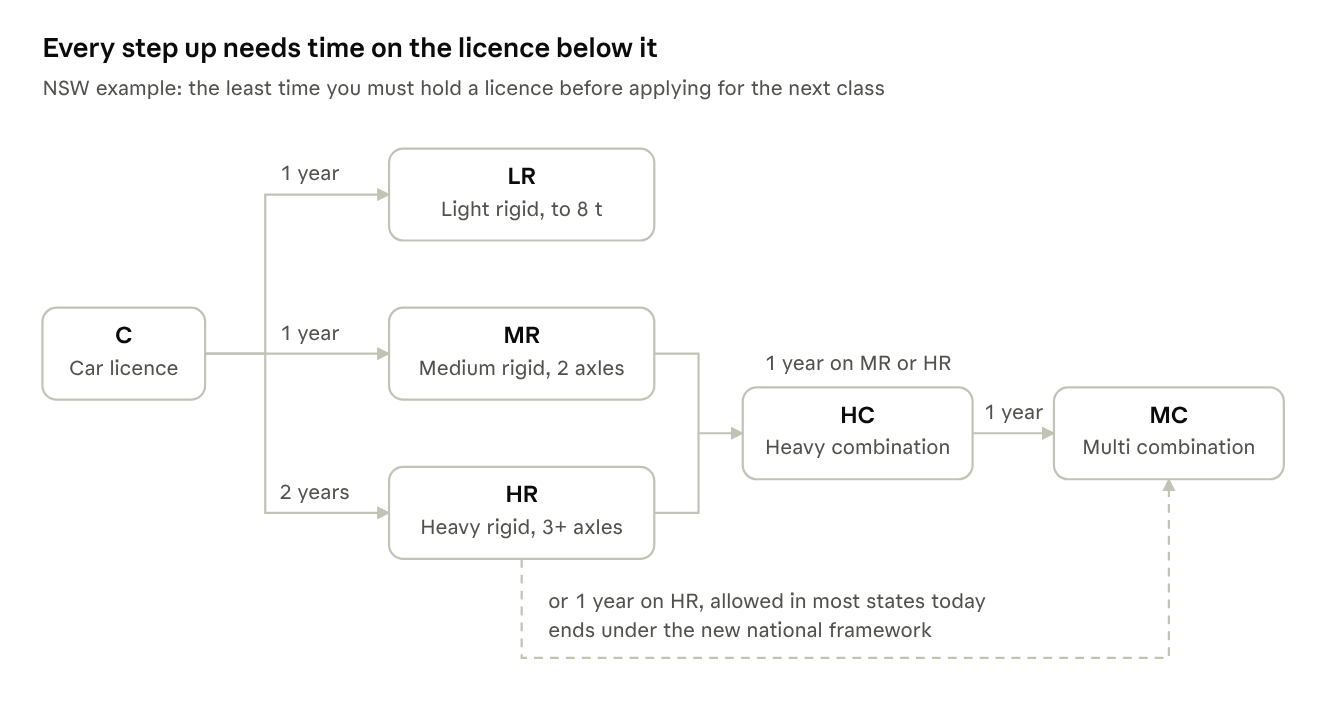 Every step up needs time on the licence below it
NSW example: the least time you must hold a licence before applying for the next class
1 year
LR
Light rigid, to 8 t
C
Car licence
1 year
MR
Medium rigid, 2 axles
2 years
HR
Heavy rigid, 3+ axles
1 year on MR or HR
HC
Heavy combination
1 year
MC
Multi combination
or 1 year on HR, allowed in most states today
ends under the new national framework